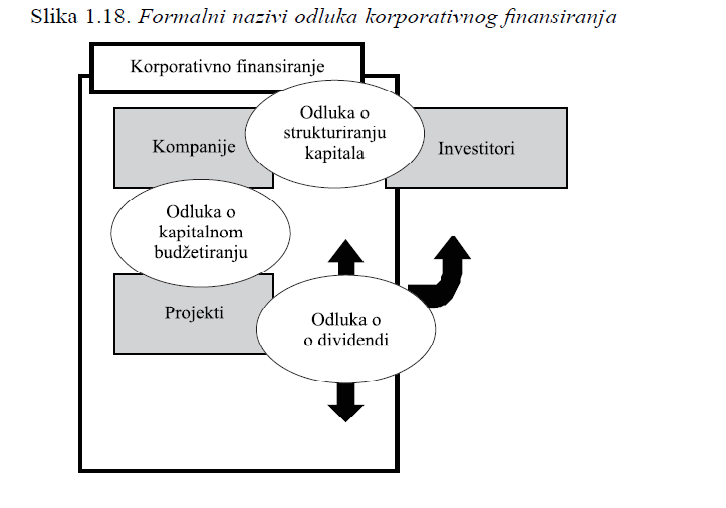 Slika 1.18. Formalni nazivi odluka korporativnog finansiranja
Korporativno finansiranje
Odluka o
strukturiranju
kapitala
Kompanije
Investitori
Odluka o
kapitalnom
budžetiranju
Projekti
Odluka o
o dividendi